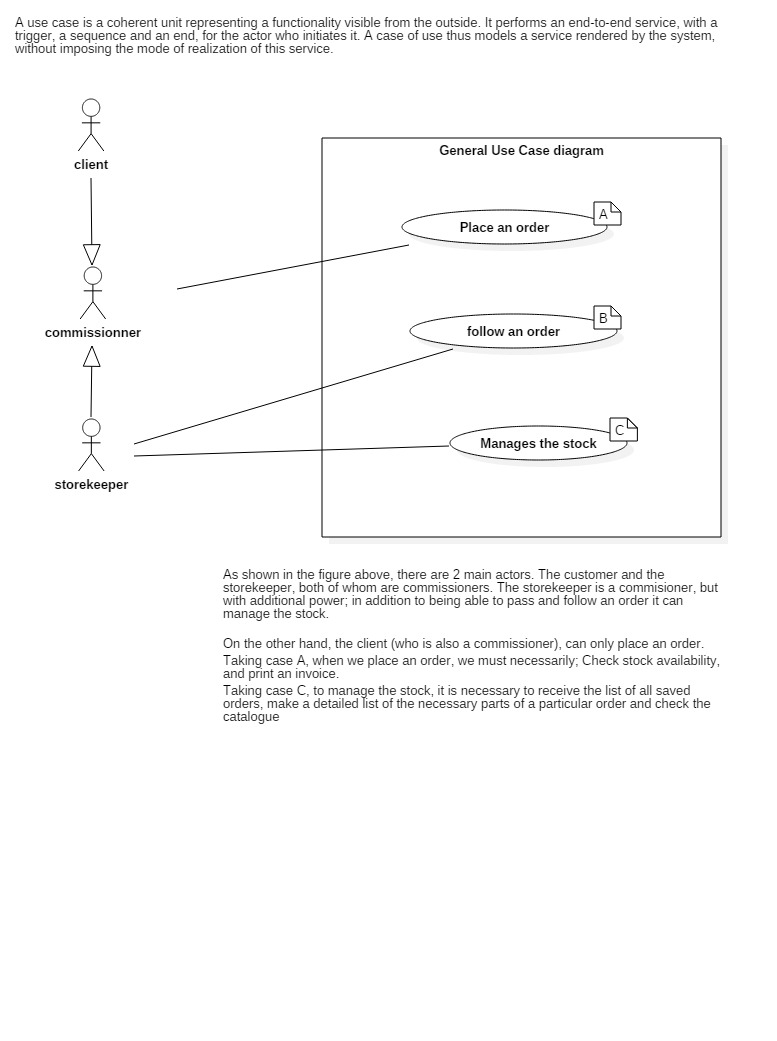 A use case is a coherent unit representing a functionality visible from the outside. It performs an end-to-end service, with a
trigger, a sequence and an end, for the actor who initiates it. A case of use thus models a service rendered by the system,
without imposing the mode of realization of this service.
client
General Use Case diagram
A
Place an order
commissionner
B
follow an order
storekeeper
C
Manages the stock
As shown in the figure above, there are 2 main actors. The customer and the
storekeeper, both of whom are commissioners. The storekeeper is a commisioner, but
with additional power; in addition to being able to pass and follow an order it can
manage the stock.
On the other hand, the client (who is also a commissioner), can only place an order.
Taking case A, when we place an order, we must necessarily; Check stock availability,
and print an invoice.
Taking case C, to manage the stock, it is necessary to receive the list of all saved
orders, make a detailed list of the necessary parts of a particular order and check the
catalogue